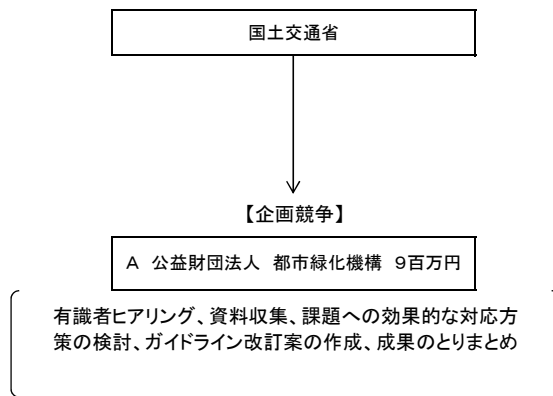 国土交通省
【企画競争】
A 公益財団法人 都市緑化機構 9百万円
有識者ヒアリング、資料収集、課題への効果的な対応方
策の検討、ガイドライン改訂案の作成、成果のとりまとめ